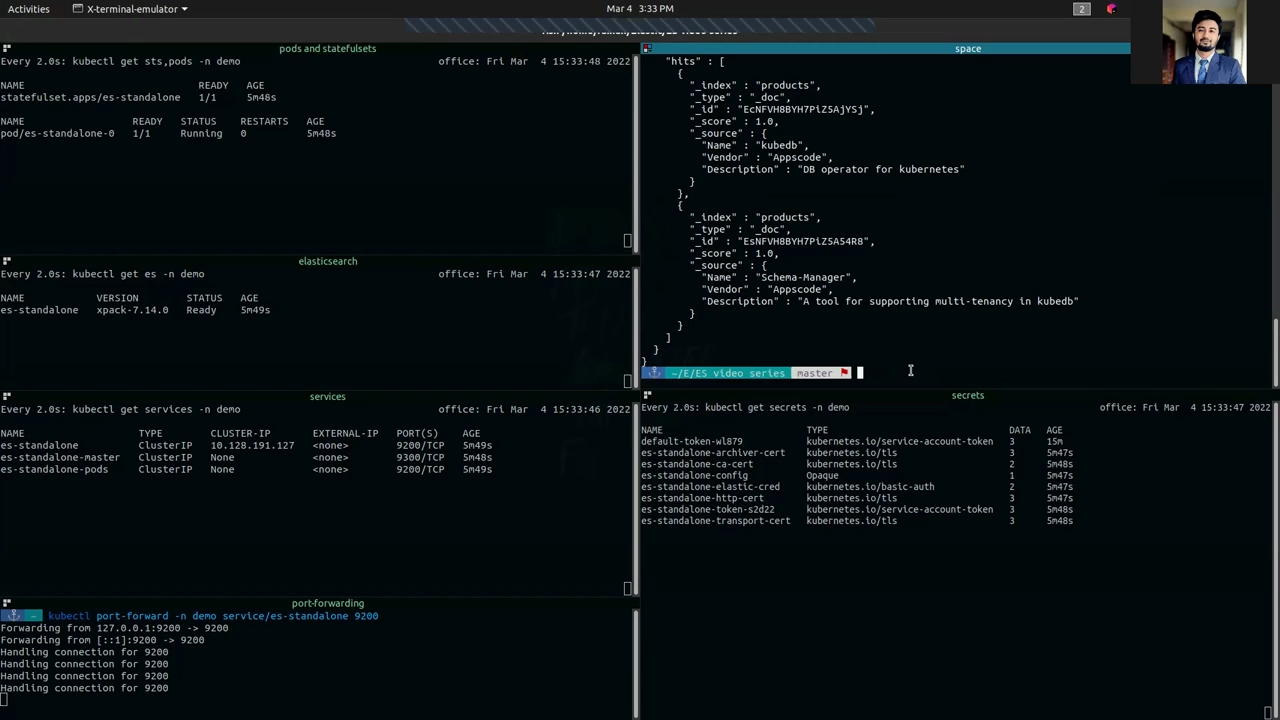 Activities
X-terminal-emulator
Mar 4 3:33 PM
2
pods and statefulsets
Every 2.0s: kubectl get sts,pods -n demo
office: Fri Mar 4 15:33:48 2022
NAME READY AGE
statefulset.apps/es-standalone 1/1 5m48s
NAME READY STATUS RESTARTS AGE
pod/es-standalone-0 1/1 Running 0 5m48s
elasticsearch
Every 2.0s: kubectl get es -n demo
office: Fri Mar 4 15:33:47 2022
NAME VERSION STATUS AGE
es-standalone xpack-7.14.0 Ready 5m49s
services
Every 2.0s: kubectl get services -n demo
office: Fri Mar 4 15:33:46 2022
NAME TYPE CLUSTER-IP EXTERNAL-IP PORT(S) AGE
es-standalone ClusterIP 10.128.191.127 <none> 9200/TCP 5m49s
es-standalone-master ClusterIP None <none> 9300/TCP 5m48s
es-standalone-pods ClusterIP None <none> 9200/TCP 5m49s
port-forwarding
~ kubectl port-forward -n demo service/es-standalone 9200
Forwarding from 127.0.0.1:9200 -> 9200
Forwarding from [::1]:9200 -> 9200
Handling connection for 9200
Handling connection for 9200
Handling connection for 9200
Handling connection for 9200
space
"hits" : [
{
"_index" : "products",
"_type" : "_doc",
"_id" : "EcNFVH8BYH7PiZ5AjYSj",
"_score" : 1.0,
"_source" : {
"Name" : "kubedb",
"Vendor" : "Appscode",
"Description" : "DB operator for kubernetes"
}
},
{
"_index" : "products",
"_type" : "_doc",
"_id" : "EsNFVH8BYH7PiZ5A54R8",
"_score" : 1.0,
"_source" : {
"Name" : "Schema-Manager",
"Vendor" : "Appscode",
"Description" : "A tool for supporting multi-tenancy in kubedb"
}
}
]
}
}
~/E/ES video series master
secrets
Every 2.0s: kubectl get secrets -n demo
office: Fri Mar 4 15:33:47 2022
NAME TYPE DATA AGE
default-token-wl879 kubernetes.io/service-account-token 3 15m
es-standalone-archiver-cert kubernetes.io/tls 3 5m47s
es-standalone-ca-cert kubernetes.io/tls 2 5m48s
es-standalone-config Opaque 1 5m47s
es-standalone-elastic-cred kubernetes.io/basic-auth 2 5m47s
es-standalone-http-cert kubernetes.io/tls 3 5m47s
es-standalone-token-s2d22 kubernetes.io/service-account-token 3 5m48s
es-standalone-transport-cert kubernetes.io/tls 3 5m48s